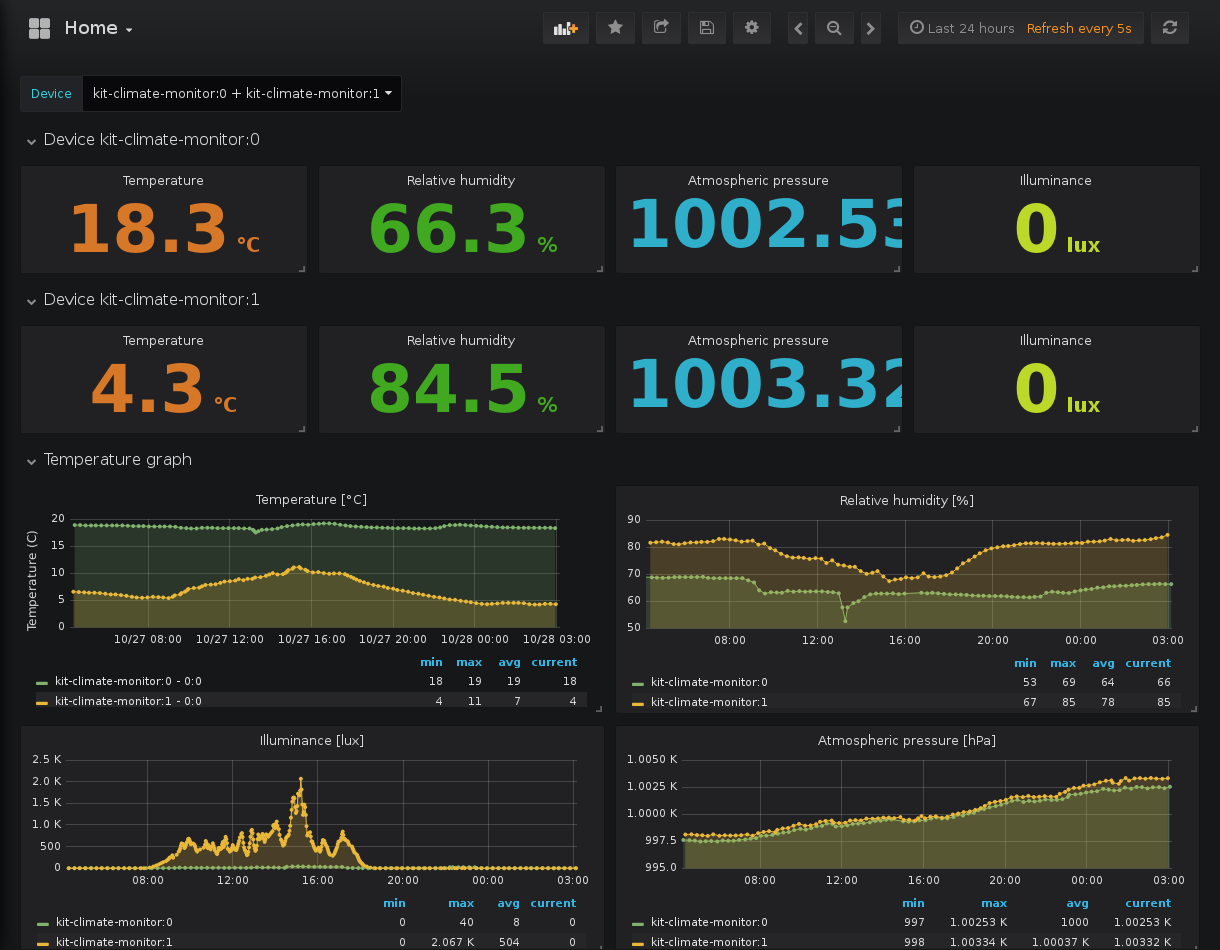 Home
Last 24 hours Refresh every 5s
Device kit-climate-monitor:0 + kit-climate-monitor:1
Device kit-climate-monitor:0
Temperature Relative humidity Atmospheric pressure Illuminance
18.3 °C 66.3 % 1002.53 0 lux
Device kit-climate-monitor:1
Temperature Relative humidity Atmospheric pressure Illuminance
4.3 °C 84.5 % 1003.32 0 lux
Temperature graph
Temperature [°C]
Temperature (C)
20
15
10
5
0
10/27 08:00 10/27 12:00 10/27 16:00 10/27 20:00 10/28 00:00 10/28 03:00
min max avg current
kit-climate-monitor:0 - 0:0 18 19 19 18
kit-climate-monitor:1 - 0:0 4 11 7 4
Relative humidity [%]
90
80
70
60
50
08:00 12:00 16:00 20:00 00:00 03:00
min max avg current
kit-climate-monitor:0 53 69 64 66
kit-climate-monitor:1 67 85 78 85
Illuminance [lux]
2.5 K
2.0 K
1.5 K
1.0 K
500
0
08:00 12:00 16:00 20:00 00:00 03:00
min max avg current
kit-climate-monitor:0 0 40 8 0
kit-climate-monitor:1 0 2.067 K 504 0
Atmospheric pressure [hPa]
1.0050 K
1.0025 K
1.0000 K
997.5
995.0
08:00 12:00 16:00 20:00 00:00 03:00
min max avg current
kit-climate-monitor:0 997 1.00253 K 1000 1.00253 K
kit-climate-monitor:1 998 1.00334 K 1.00037 K 1.00332 K